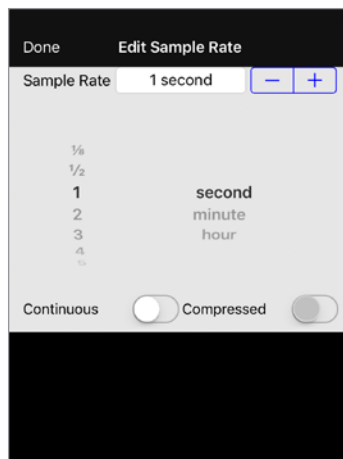 Done Edit Sample Rate
Sample Rate 1 second − +
⅛
½
1 second
2 minute
3 hour
4
5
Continuous Compressed